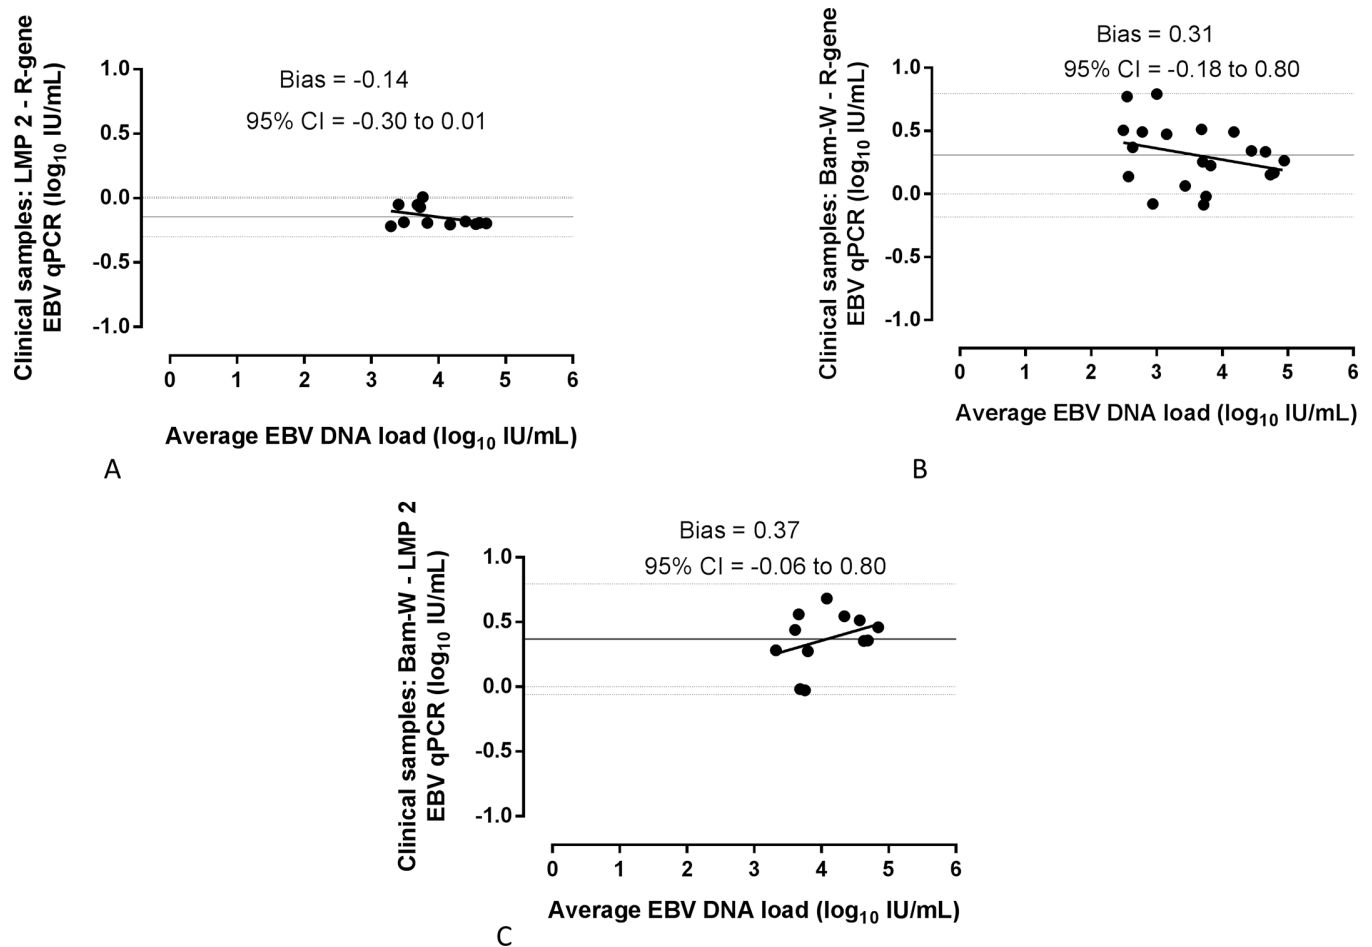 Clinical samples: LMP 2 - R-gene
EBV qPCR (log10 IU/mL)
Bias = -0.14
95% CI = -0.30 to 0.01
1.0
0.5
0.0
-0.5
-1.0
0 1 2 3 4 5 6
Average EBV DNA load (log10 IU/mL)
A
Clinical samples: Bam-W - R-gene
EBV qPCR (log10 IU/mL)
Bias = 0.31
95% CI = -0.18 to 0.80
1.0
0.5
0.0
-0.5
-1.0
0 1 2 3 4 5 6
Average EBV DNA load (log10 IU/mL)
B
Clinical samples: Bam-W - LMP 2
EBV qPCR (log10 IU/mL)
Bias = 0.37
95% CI = -0.06 to 0.80
1.0
0.5
0.0
-0.5
-1.0
0 1 2 3 4 5 6
Average EBV DNA load (log10 IU/mL)
C